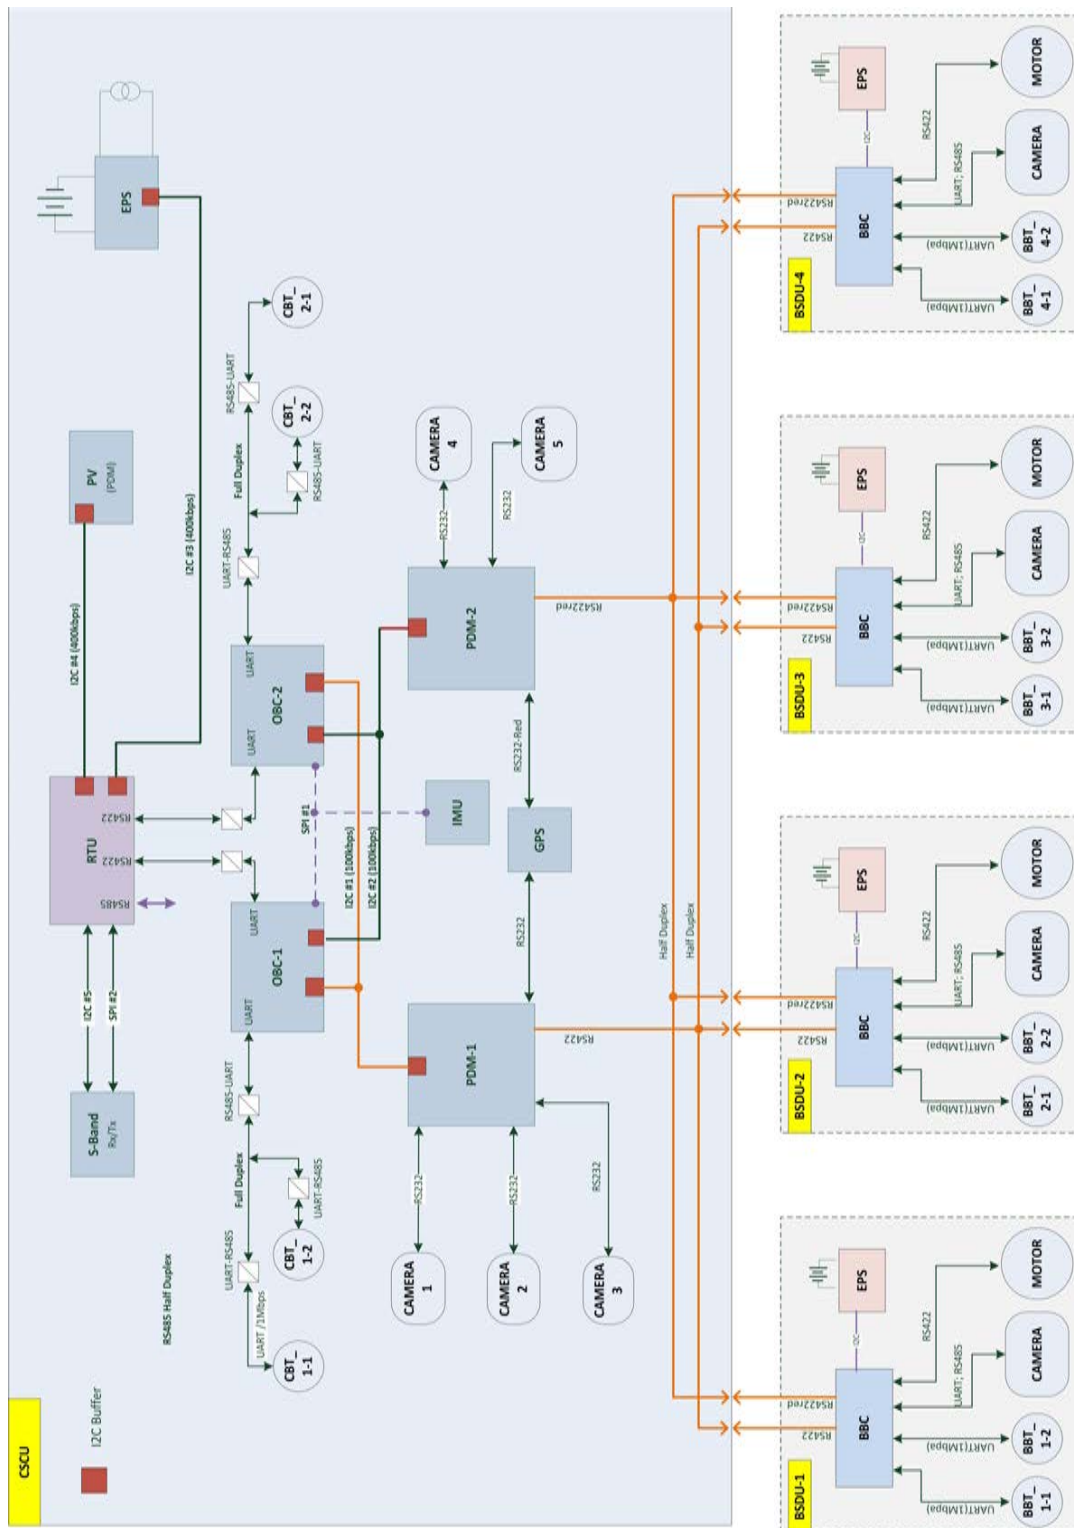 CSCU
I2C Buffer
S-Band
Rx/Tx
I2C #5
SPI #2
RTU
RS485
RS422
RS422
I2C #4 (400kbps)
PV
(PDM)
EPS
I2C #3 (400kbps)
RS485 Half Duplex
UART-RS485
Full Duplex
RS485-UART
UART /1Mbps
CBT_
1-1
CBT_
1-2
UART-RS485
UART
OBC-1
UART
SPI #1
UART
OBC-2
UART
UART-RS485
Full Duplex
RS485-UART
CBT_
2-2
RS485-UART
CBT_
2-1
I2C #1 (100kbps)
I2C #2 (100kbps)
CAMERA
1
RS232
CAMERA
2
RS232
CAMERA
3
RS232
PDM-1
RS422
RS232
GPS
IMU
RS232-Red
PDM-2
RS422red
RS232
CAMERA
4
RS232
CAMERA
5
Half Duplex
Half Duplex
BSDU-1
RS422
RS422red
BBC
I2C
EPS
UART(1Mbpa)
UART(1Mbpa)
UART; RS485
RS422
BBT_
1-1
BBT_
1-2
CAMERA
MOTOR
BSDU-2
RS422
RS422red
BBC
I2C
EPS
UART(1Mbpa)
UART(1Mbpa)
UART; RS485
RS422
BBT_
2-1
BBT_
2-2
CAMERA
MOTOR
BSDU-3
RS422
RS422red
BBC
I2C
EPS
UART(1Mbpa)
UART(1Mbpa)
UART; RS485
RS422
BBT_
3-1
BBT_
3-2
CAMERA
MOTOR
BSDU-4
RS422
RS422red
BBC
I2C
EPS
UART(1Mbpa)
UART(1Mbpa)
UART; RS485
RS422
BBT_
4-1
BBT_
4-2
CAMERA
MOTOR